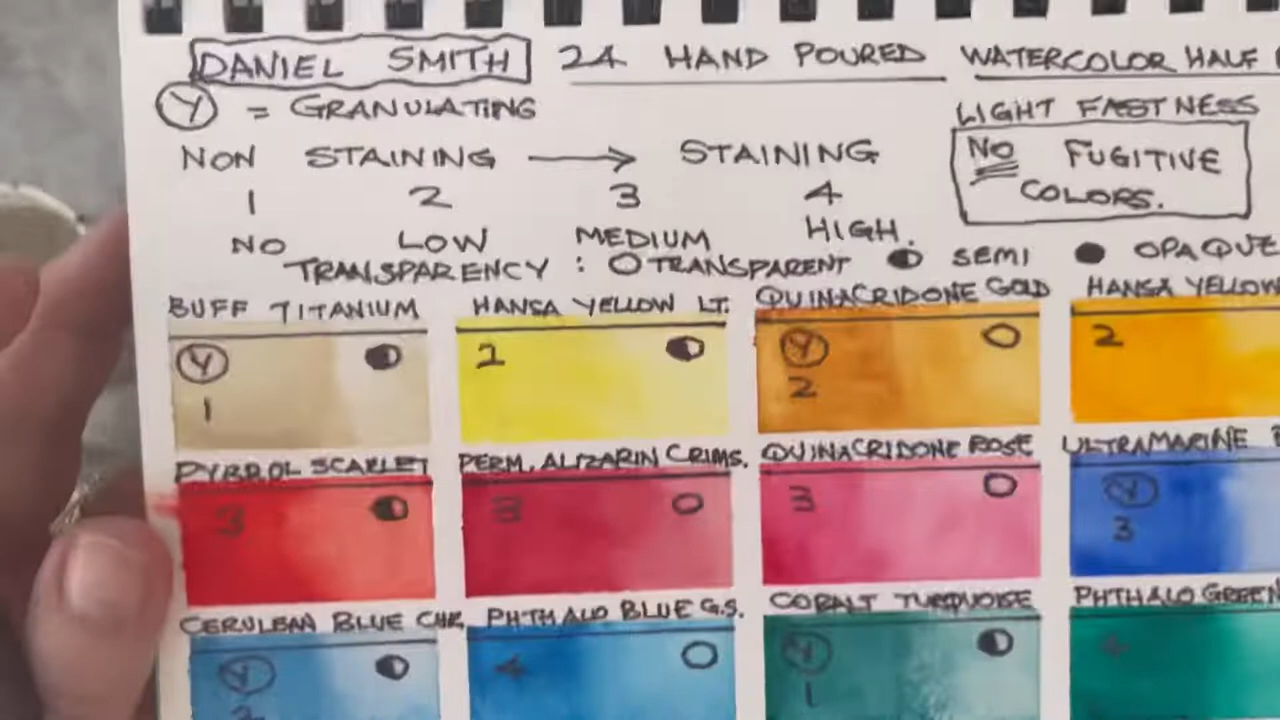 DANIEL SMITH 24 HAND POURED WATERCOLOR HALF
Y = GRANULATING
LIGHT FASTNESS
NON STAINING → STAINING
NO FUGITIVE
1 2 3 4
COLORS.
NO LOW MEDIUM HIGH.
TRANSPARENCY : O TRANSPARENT ◐ SEMI ● OPAQUE
BUFF TITANIUM HANSA YELLOW LT. QUINACRIDONE GOLD HANSA YELLOW
Y 2 Y 2
1 2
PYRROL SCARLET PERM. ALIZARIN CRIMS. QUINACRIDONE ROSE ULTRAMARINE
3 3 3 Y
3
CERULEAN BLUE CHR. PHTHALO BLUE G.S. COBALT TURQUOISE PHTHALO GREEN
Y 4 Y 4
2 1